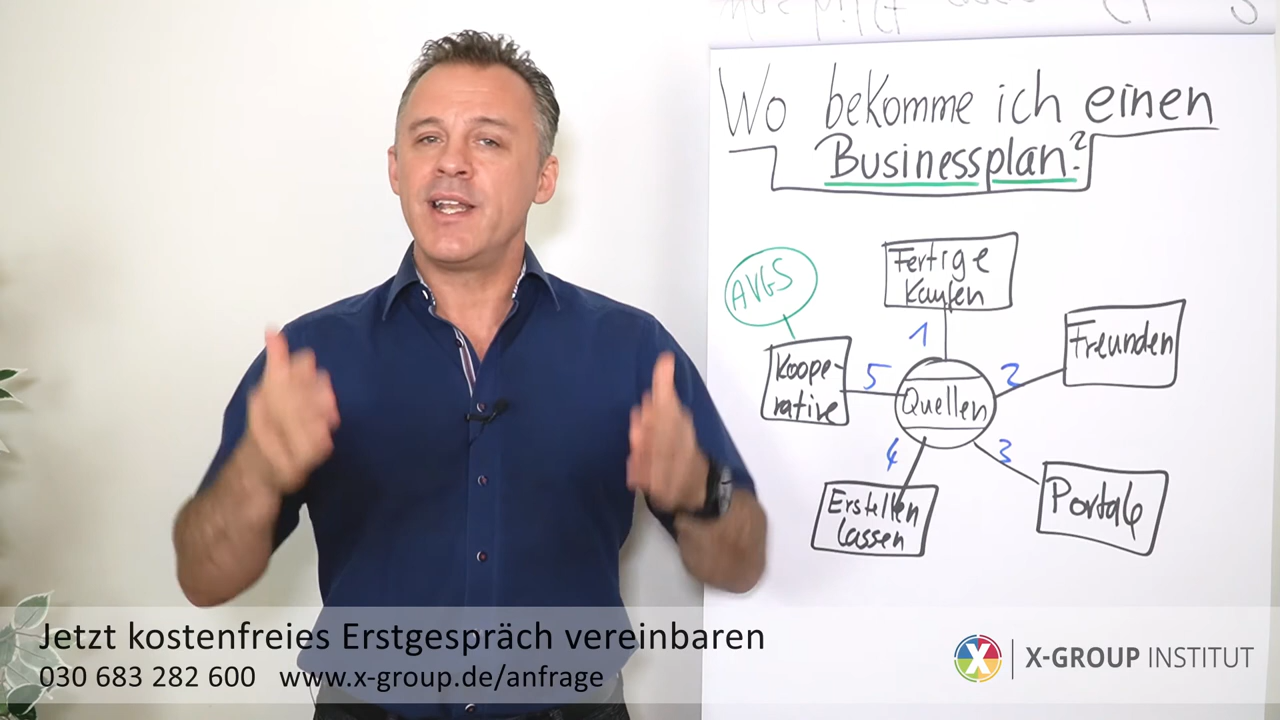 Wo bekomme ich einen
Businessplan?
Fertige
Kaufen
AVGS
1
Freunden
Koope-
rative
5
2
Quellen
4
3
Erstellen
lassen
Portale
Jetzt kostenfreies Erstgespräch vereinbaren
030 683 282 600 www.x-group.de/anfrage
X-GROUP INSTITUT